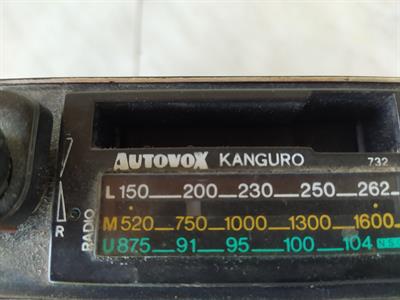 AUTOVOX KANGURO 732
L 150 200 230 250 262
M 520 750 1000 1300 1600
U 875 91 95 100 104
R
RADIO